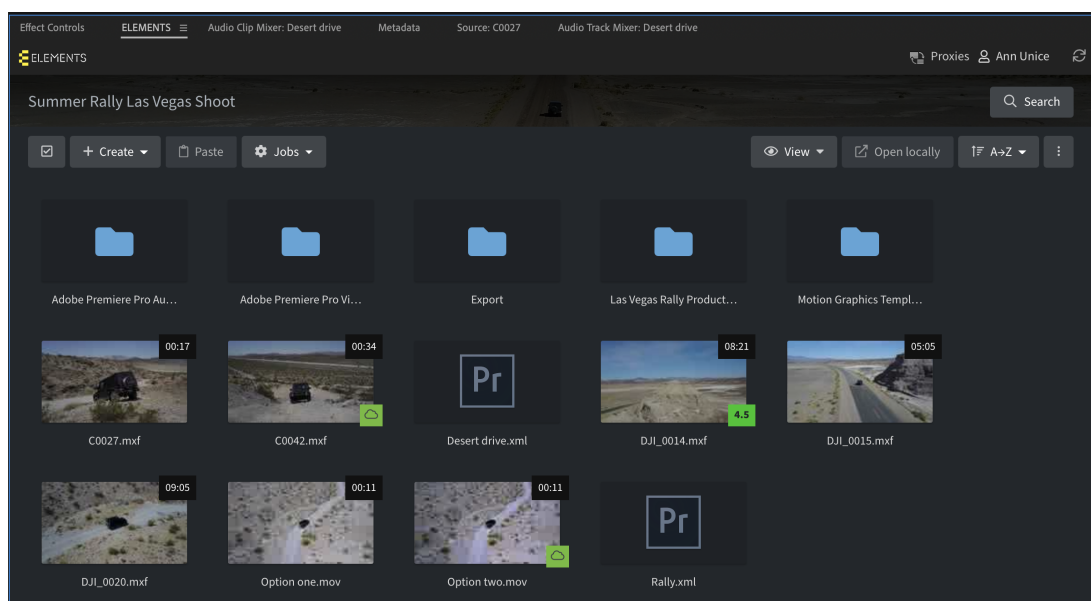 Effect Controls
ELEMENTS
Audio Clip Mixer: Desert drive
Metadata
Source: C0027
Audio Track Mixer: Desert drive
ELEMENTS
Proxies
Ann Unice
Summer Rally Las Vegas Shoot
Search
Create
Paste
Jobs
View
Open locally
A→Z
Adobe Premiere Pro Au...
Adobe Premiere Pro Vi...
Export
Las Vegas Rally Product...
Motion Graphics Templ...
00:17
00:34
Pr
08:21
4.5
05:05
C0027.mxf
C0042.mxf
Desert drive.xml
DJI_0014.mxf
DJI_0015.mxf
09:05
00:11
00:11
Pr
DJI_0020.mxf
Option one.mov
Option two.mov
Rally.xml